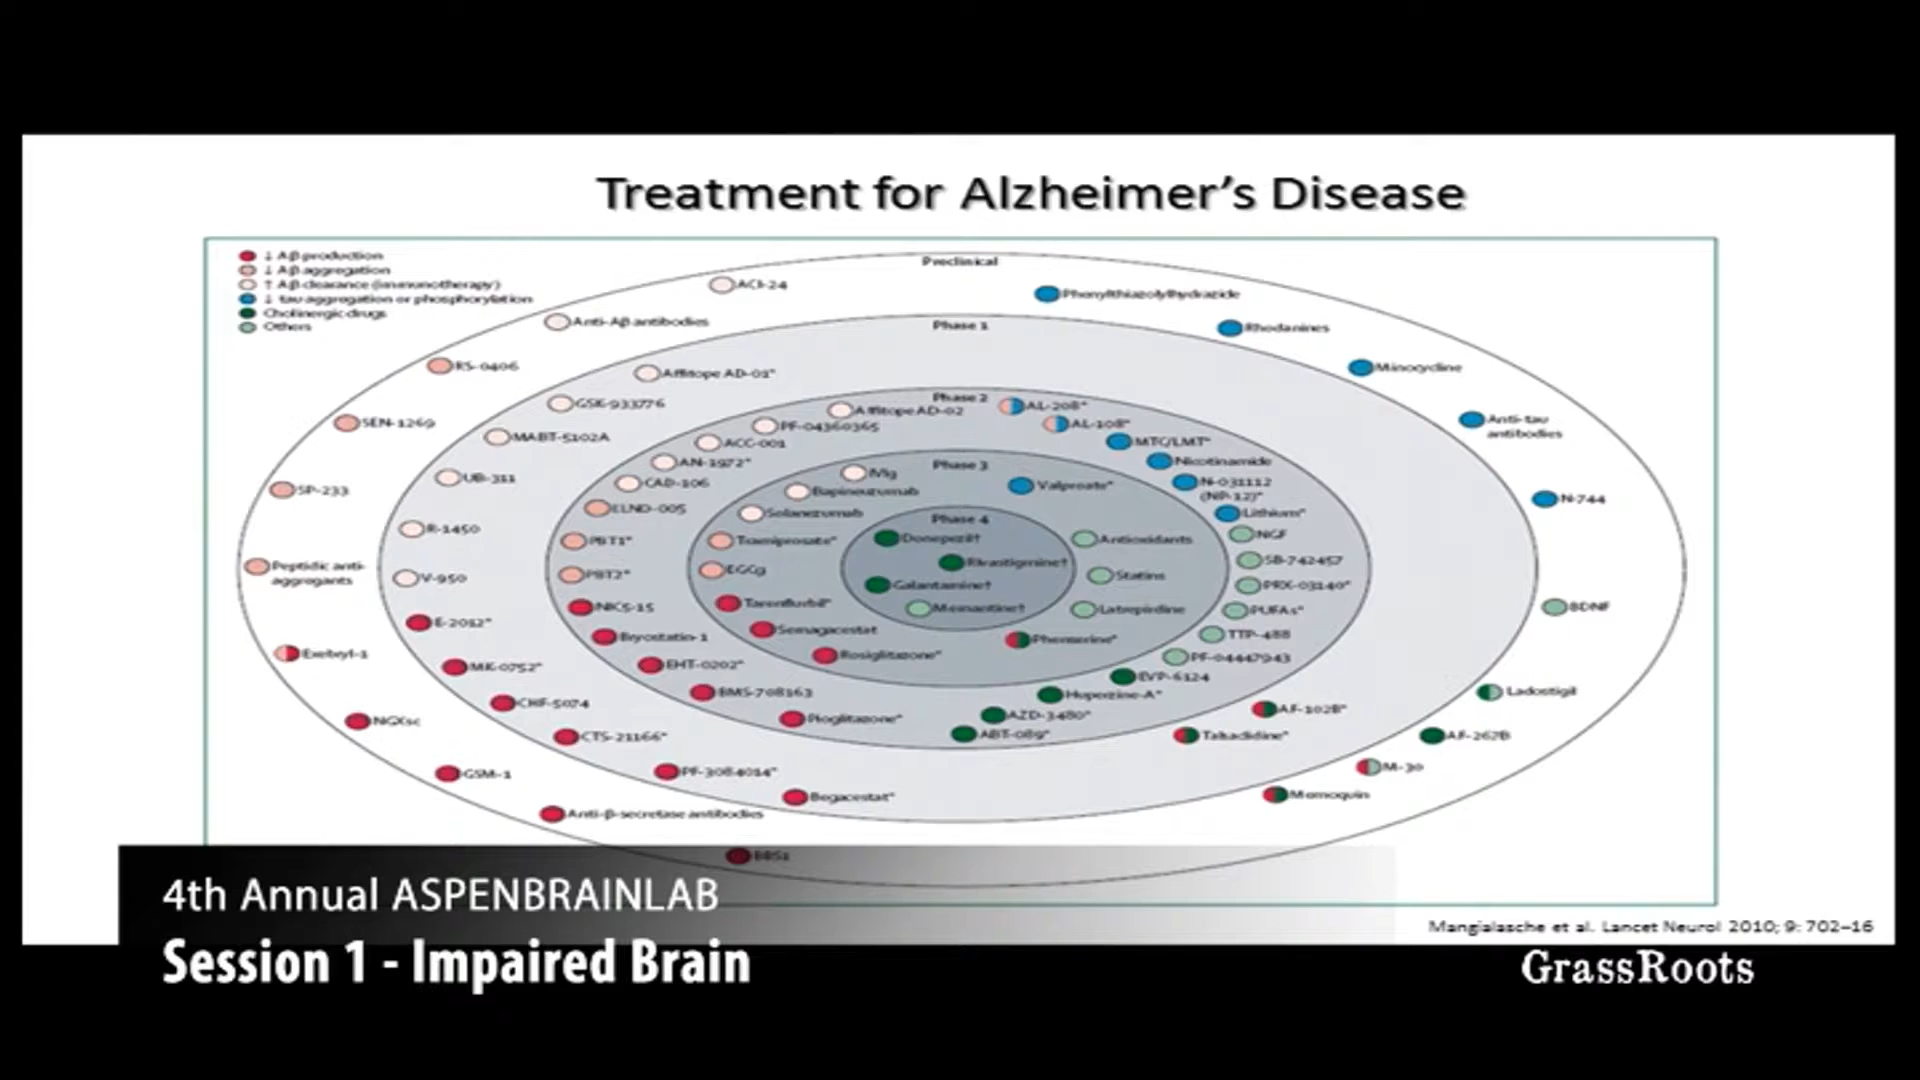 Treatment for Alzheimer's Disease
↓ Aβ production
↓ Aβ aggregation
↑ Aβ clearance (immunotherapy)
↓ tau aggregation or phosphorylation
Cholinergic drugs
Others
Preclinical
ACI-24
Phenylthiazolylhydrazide
Anti-Aβ antibodies
Rhodanines
Phase 1
RS-0406
Minocycline
Affitope AD-01*
GSK-933776
Phase 2
Affitope AD-02
AL-208*
SEN-1269
PF-04360365
AL-108*
Anti-tau
antibodies
MABT-5102A
ACC-001
MTC/LMT*
AN-1972*
Phase 3
Nicotinamide
UB-311
CAD-106
IVIg
Valproate*
N-031112
(NP-12)*
SP-233
Bapineuzumab
N-744
ELND-005
Solanezumab
Phase 4
Lithium*
R-1450
PBT1*
Tramiprosate*
Donepezil†
Antioxidants
NGF
Peptidic anti-
aggregants
V-950
PBT2*
EGCg
Rivastigmine†
Statins
SB-742457
Galantamine†
PRX-03140*
NIC5-15
Tarenflurbil*
Memantine†
Latrepirdine
PUFAs*
BDNF
E-2012*
Bryostatin-1
Semagacestat
Phenserine*
TTP-488
Exebryl-1
MK-0752*
EHT-0202*
Rosiglitazone*
PF-04447943
EVP-6124
CHF-5074
BMS-708163
Huperzine-A*
Ladostigil
NGXsc
Pioglitazone*
AZD-3480*
AF-102B*
CTS-21166*
ABT-089*
Talsaclidine*
AF-267B
GSM-1
PF-3084014*
M-30
Begacestat*
Memoquin
Anti-β-secretase antibodies
BBS1
4th Annual ASPENBRAINLAB
Session 1 - Impaired Brain
Mangialasche et al. Lancet Neurol 2010; 9: 702–16
GrassRoots